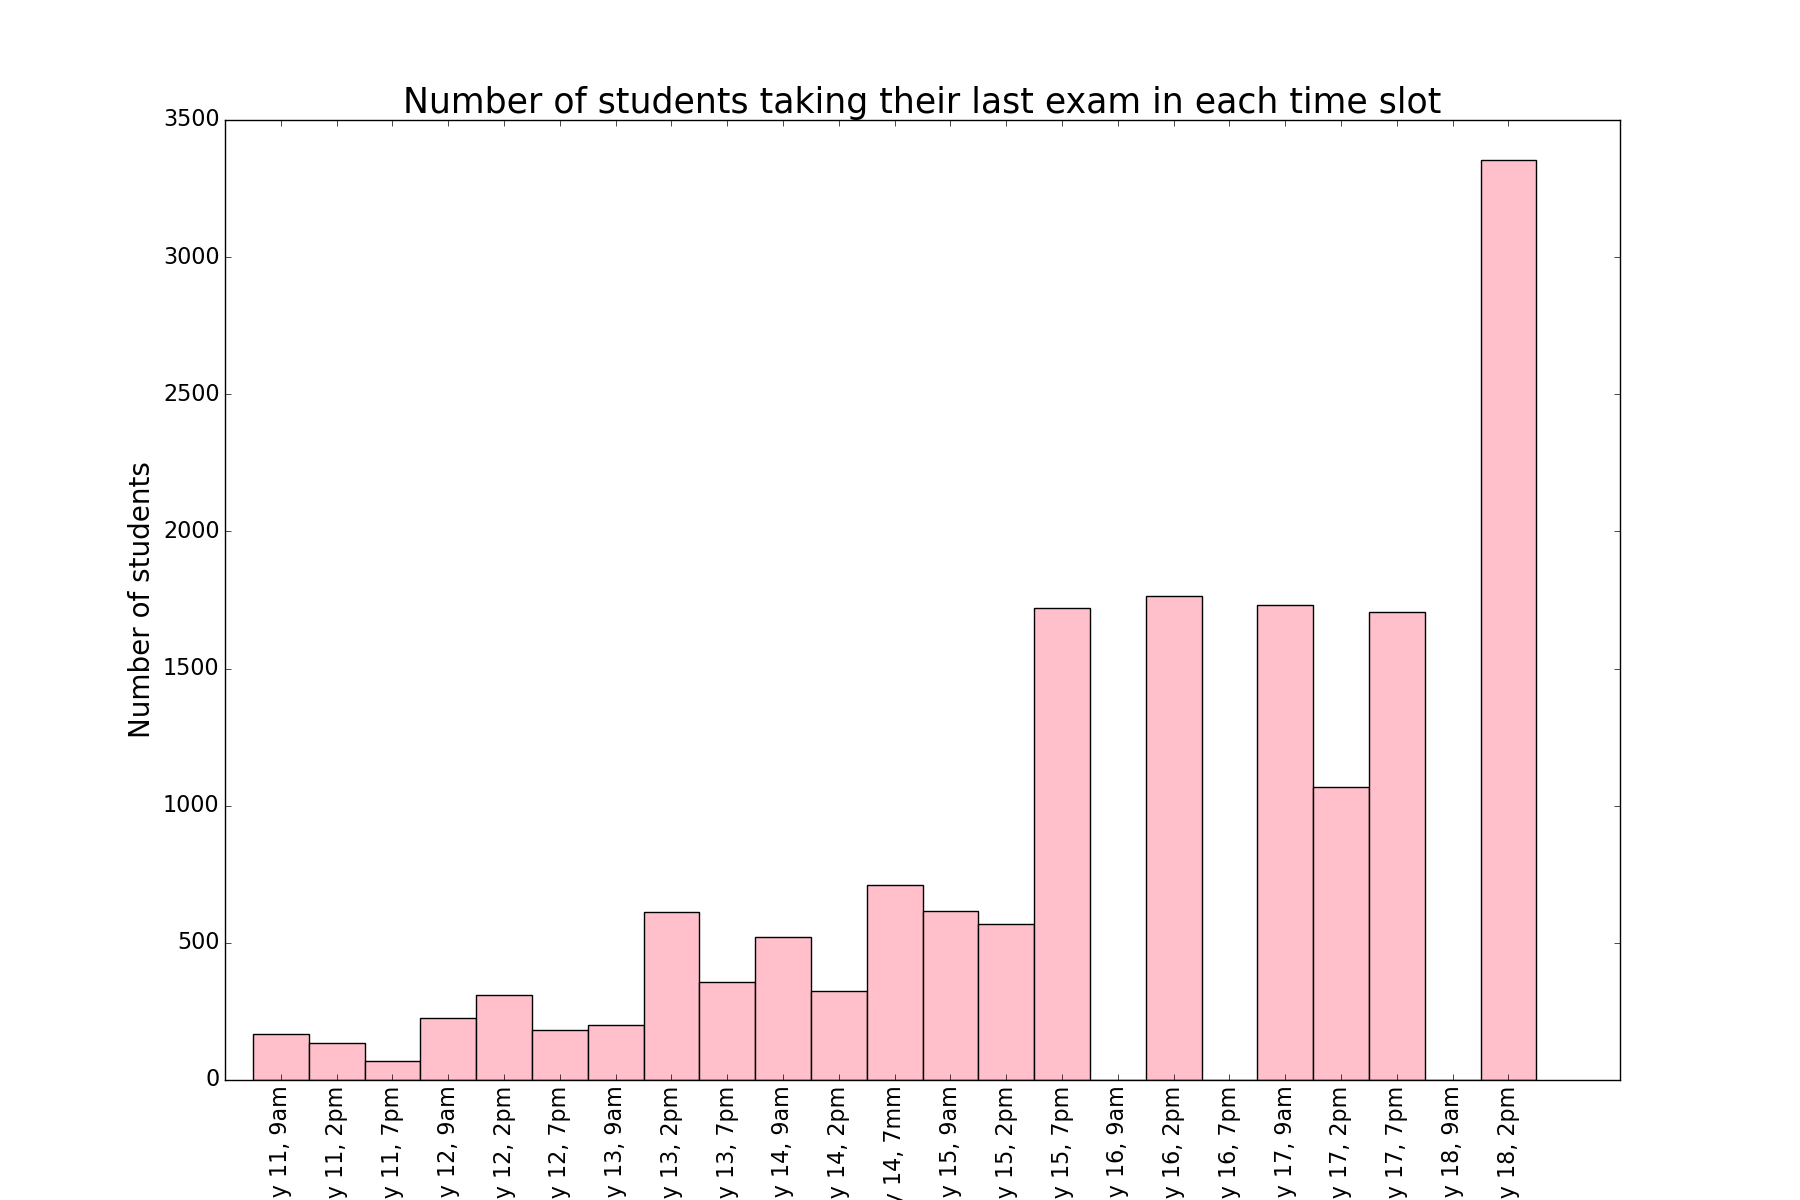 Number of students taking their last exam in each time slot
3500
3000
2500
2000
1500
1000
500
0
Number of students
y 11, 9am
y 11, 2pm
y 11, 7pm
y 12, 9am
y 12, 2pm
y 12, 7pm
y 13, 9am
y 13, 2pm
y 13, 7pm
y 14, 9am
y 14, 2pm
y 14, 7mm
y 15, 9am
y 15, 2pm
y 15, 7pm
y 16, 9am
y 16, 2pm
y 16, 7pm
y 17, 9am
y 17, 2pm
y 17, 7pm
y 18, 9am
y 18, 2pm